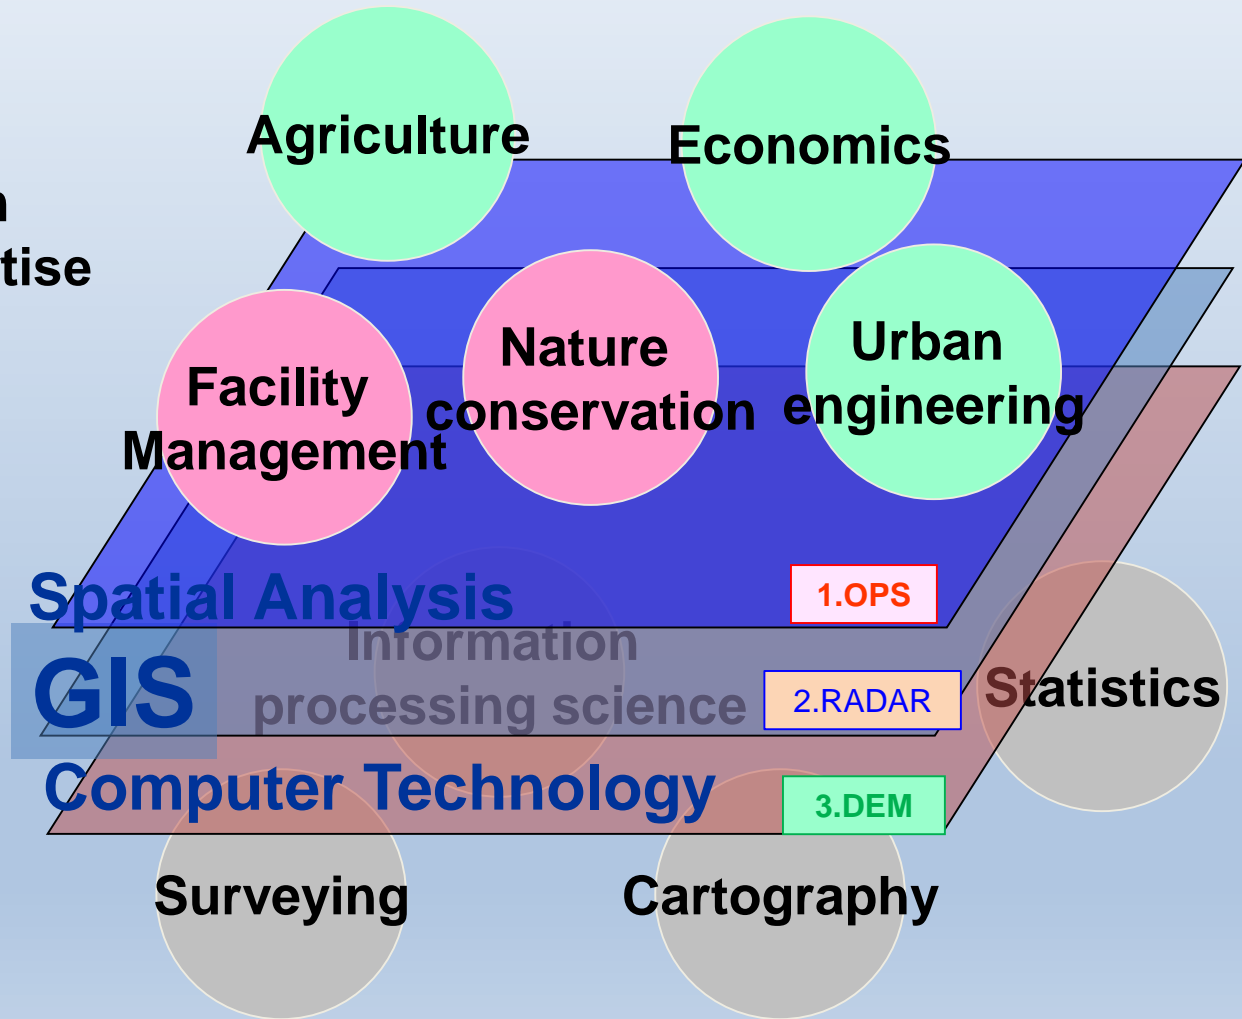 Agriculture
Economics
tise
Nature
conservation
Urban
engineering
Facility
Management
Spatial Analysis
1.OPS
Information
processing science
GIS
2.RADAR
Statistics
Computer Technology
3.DEM
Surveying
Cartography